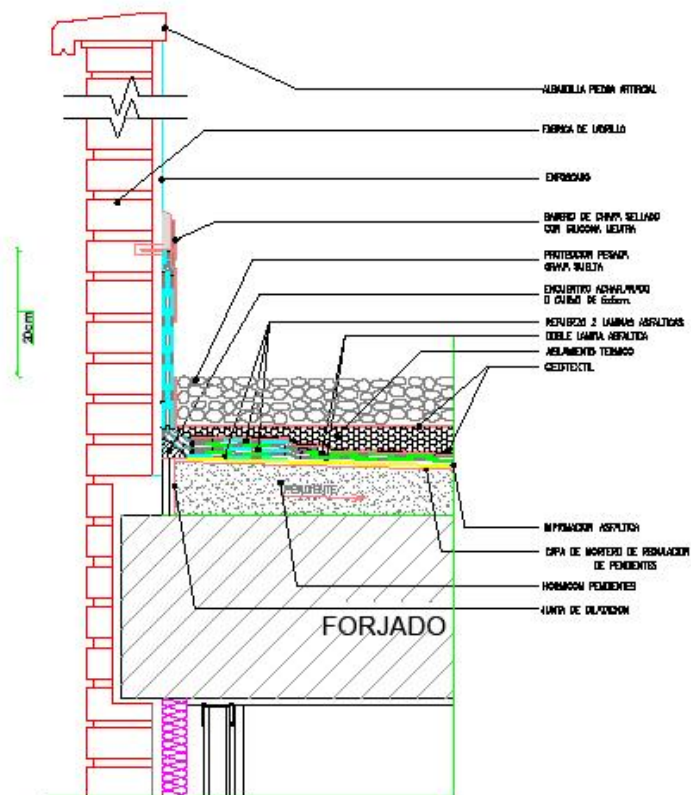 ALBARDILLA PIEDRA ARTIFICIAL
FABRICA DE LADRILLO
ENFOSCADO
BABERO DE CHAPA SELLADO
CON SILICONA NEUTRA
PROTECCION PESADA
GRAVA SUELTA
ENCUENTRO ACHAFLANADO
O CURVO DE 6x6cm.
REFUERZO 2 LAMINAS ASFALTICAS
DOBLE LAMINA ASFALTICA
AISLAMIENTO TERMICO
GEOTEXTIL
20cm
PENDIENTE
IMPRIMACION ASFALTICA
CAPA DE MORTERO DE REGULACION
DE PENDIENTES
HORMIGON PENDIENTES
JUNTA DE DILATACION
FORJADO